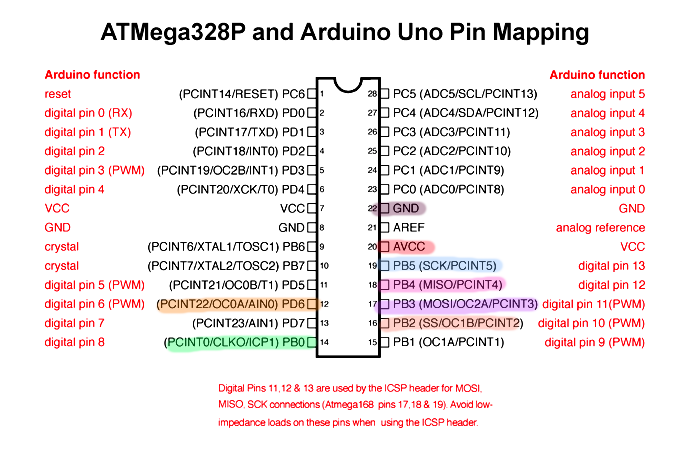 ATMega328P and Arduino Uno Pin Mapping
Arduino function Arduino function
reset (PCINT14/RESET) PC6 1 28 PC5 (ADC5/SCL/PCINT13) analog input 5
digital pin 0 (RX) (PCINT16/RXD) PD0 2 27 PC4 (ADC4/SDA/PCINT12) analog input 4
digital pin 1 (TX) (PCINT17/TXD) PD1 3 26 PC3 (ADC3/PCINT11) analog input 3
digital pin 2 (PCINT18/INT0) PD2 4 25 PC2 (ADC2/PCINT10) analog input 2
digital pin 3 (PWM) (PCINT19/OC2B/INT1) PD3 5 24 PC1 (ADC1/PCINT9) analog input 1
digital pin 4 (PCINT20/XCK/T0) PD4 6 23 PC0 (ADC0/PCINT8) analog input 0
VCC VCC 7 22 GND GND
GND GND 8 21 AREF analog reference
crystal (PCINT6/XTAL1/TOSC1) PB6 9 20 AVCC VCC
crystal (PCINT7/XTAL2/TOSC2) PB7 10 19 PB5 (SCK/PCINT5) digital pin 13
digital pin 5 (PWM) (PCINT21/OC0B/T1) PD5 11 18 PB4 (MISO/PCINT4) digital pin 12
digital pin 6 (PWM) (PCINT22/OC0A/AIN0) PD6 12 17 PB3 (MOSI/OC2A/PCINT3) digital pin 11(PWM)
digital pin 7 (PCINT23/AIN1) PD7 13 16 PB2 (SS/OC1B/PCINT2) digital pin 10 (PWM)
digital pin 8 (PCINT0/CLKO/ICP1) PB0 14 15 PB1 (OC1A/PCINT1) digital pin 9 (PWM)
Digital Pins 11,12 & 13 are used by the ICSP header for MOSI,
MISO, SCK connections (Atmega168 pins 17,18 & 19). Avoid low-
impedance loads on these pins when using the ICSP header.